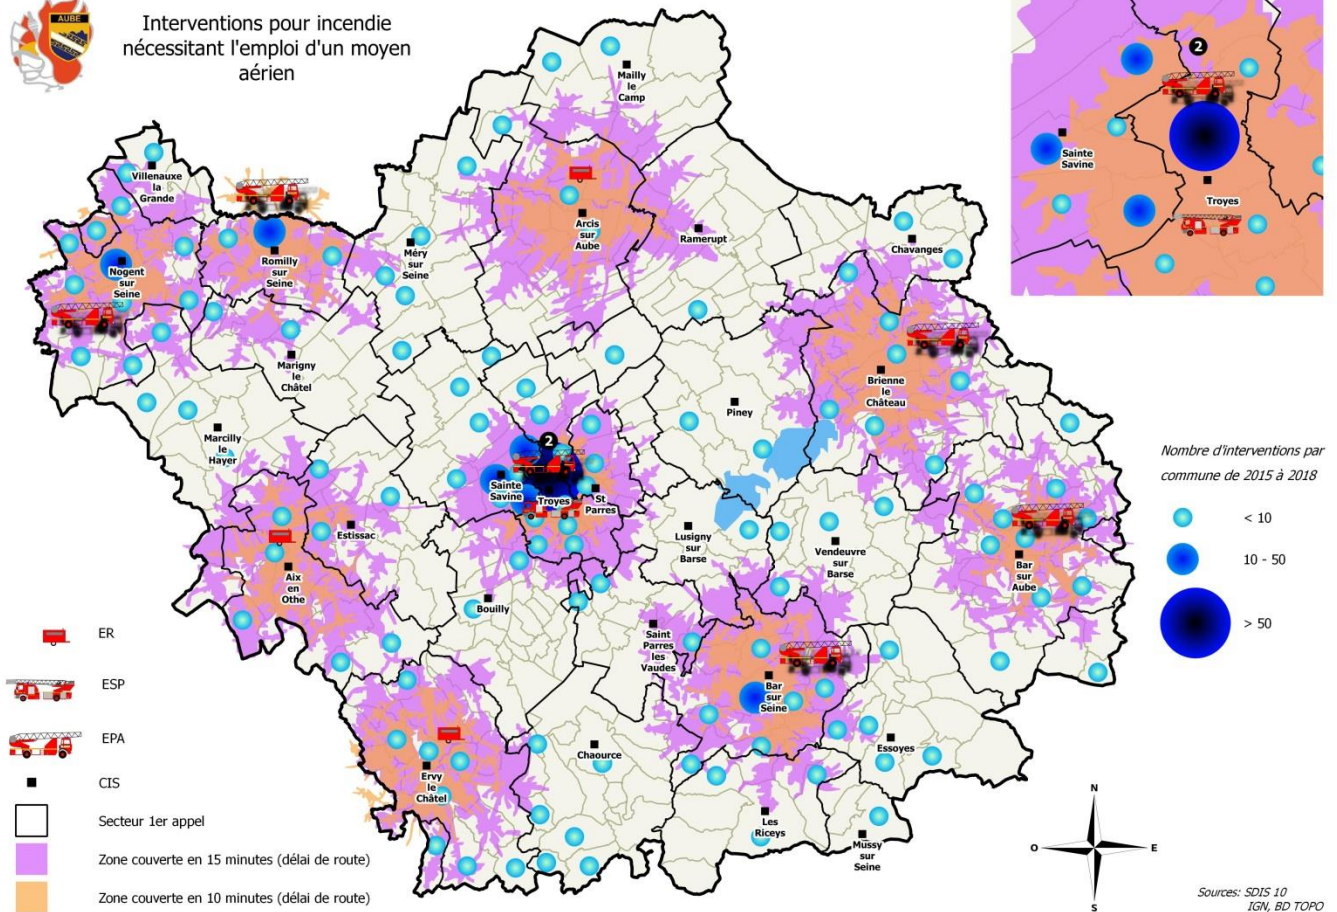 AUBE
Interventions pour incendie
nécessitant l'emploi d'un moyen
aérien
Mailly
le
Camp
Villenauxe
la
Grande
Nogent
sur
Seine
Romilly
sur
Seine
Méry
sur
Seine
Arcis
sur
Aube
Ramerupt
Chavanges
Marigny
le
Châtel
Brienne
le
Château
Piney
Marcilly
le
Hayer
2
Sainte
Savine
Troyes
St
Parres
Estissac
Lusigny
sur
Barse
Vendeuvre
sur
Barse
Bar
sur
Aube
Aix
en
Othe
Bouilly
Saint
Parres
les
Vaudes
Bar
sur
Seine
Essoyes
Chaource
Ervy
le
Châtel
Les
Riceys
Mussy
sur
Seine
2
Sainte
Savine
Troyes
Nombre d'interventions par
commune de 2015 à 2018
< 10
10 - 50
> 50
ER
ESP
EPA
CIS
Secteur 1er appel
Zone couverte en 15 minutes (délai de route)
Zone couverte en 10 minutes (délai de route)
N
O
E
S
Sources: SDIS 10
IGN, BD TOPO